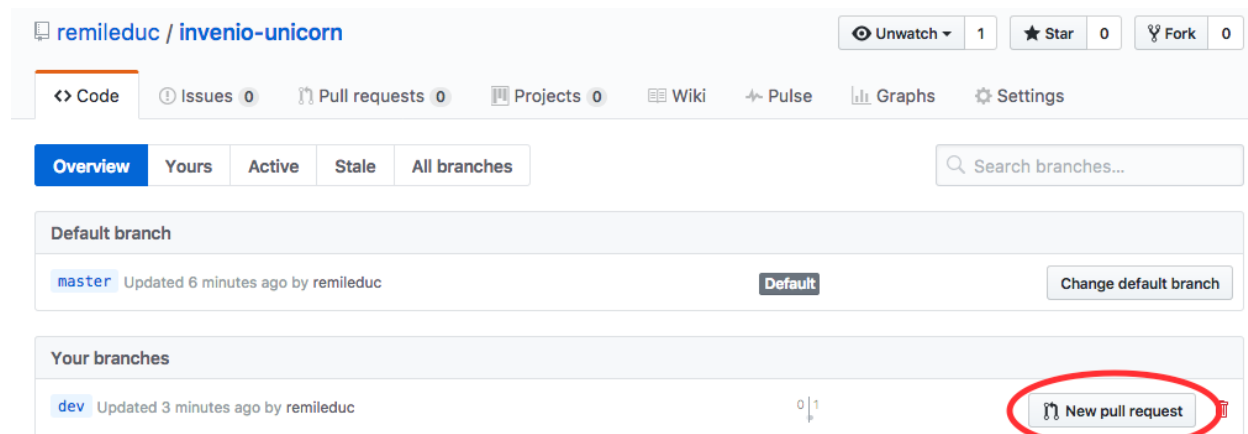 remileduc / invenio-unicorn Unwatch 1 Star 0 Fork 0
Code Issues 0 Pull requests 0 Projects 0 Wiki Pulse Graphs Settings
Overview Yours Active Stale All branches Search branches...
Default branch
master Updated 6 minutes ago by remileduc Default Change default branch
Your branches
dev Updated 3 minutes ago by remileduc 0 1 New pull request